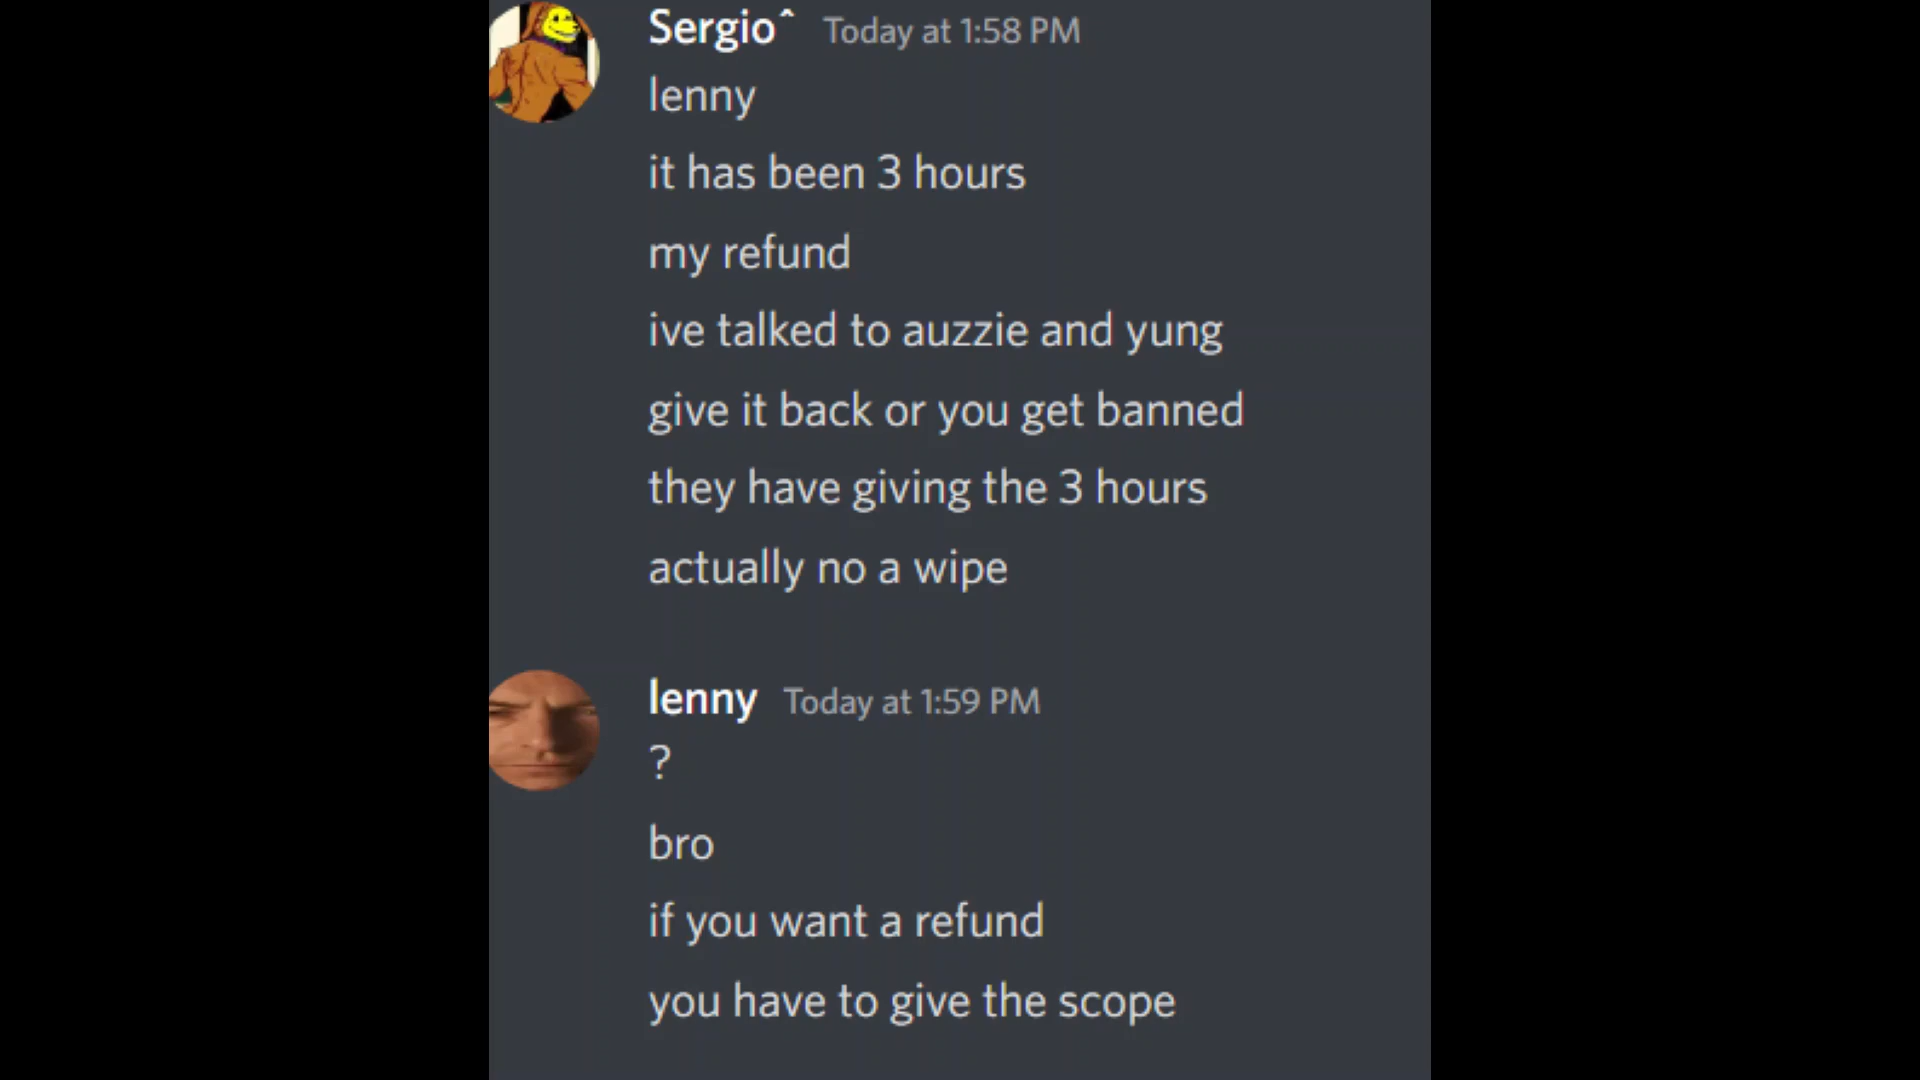 Sergio^ Today at 1:58 PM
lenny
it has been 3 hours
my refund
ive talked to auzzie and yung
give it back or you get banned
they have giving the 3 hours
actually no a wipe
lenny Today at 1:59 PM
?
bro
if you want a refund
you have to give the scope